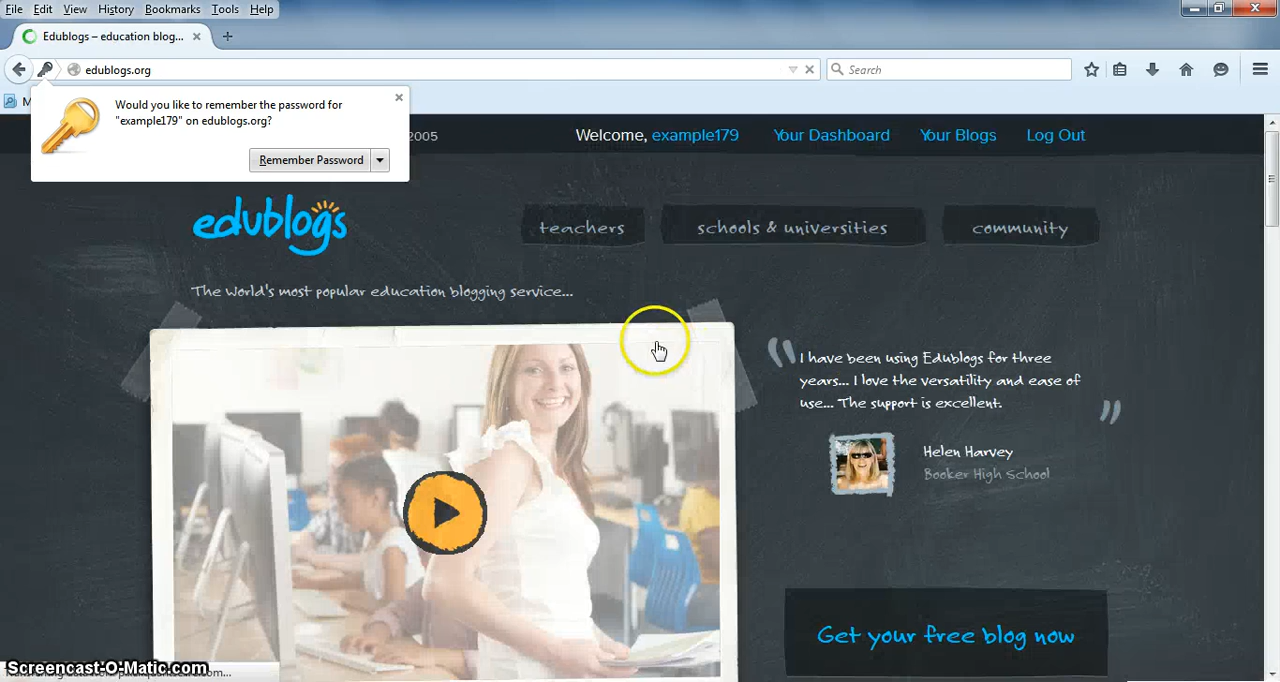 File Edit View History Bookmarks Tools Help
Edublogs – education blog...
edublogs.org
Search
Would you like to remember the password for
"example179" on edublogs.org?
Remember Password
2005
Welcome, example179 Your Dashboard Your Blogs Log Out
edublogs
teachers schools & universities community
The World's most popular education blogging service...
I have been using Edublogs for three
years... I love the versatility and ease of
use... The support is excellent.
Helen Harvey
Booker High School
Get your free blog now
Screencast-O-Matic.com